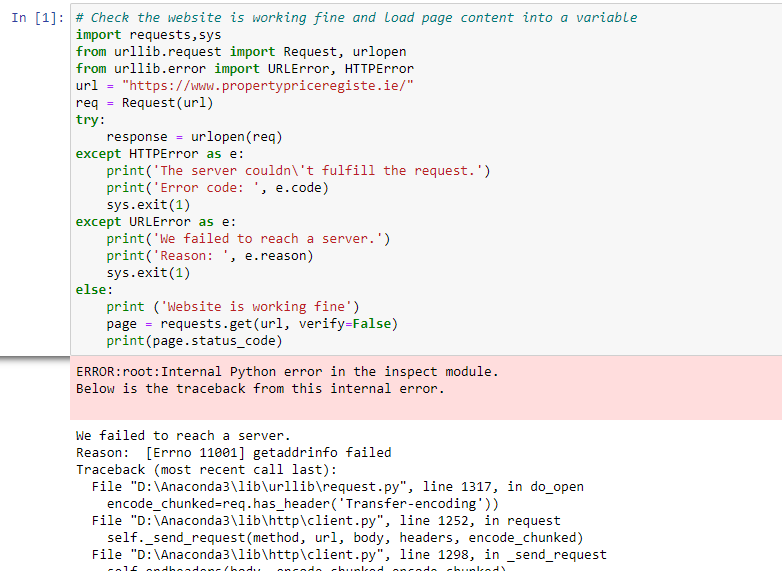 In [1]: # Check the website is working fine and load page content into a variable
import requests,sys
from urllib.request import Request, urlopen
from urllib.error import URLError, HTTPError
url = "https://www.propertypriceregiste.ie/"
req = Request(url)
try:
    response = urlopen(req)
except HTTPError as e:
    print('The server couldn\'t fulfill the request.')
    print('Error code: ', e.code)
    sys.exit(1)
except URLError as e:
    print('We failed to reach a server.')
    print('Reason: ', e.reason)
    sys.exit(1)
else:
    print ('Website is working fine')
    page = requests.get(url, verify=False)
    print(page.status_code)
ERROR:root:Internal Python error in the inspect module.
Below is the traceback from this internal error.
We failed to reach a server.
Reason:  [Errno 11001] getaddrinfo failed
Traceback (most recent call last):
  File "D:\Anaconda3\lib\urllib\request.py", line 1317, in do_open
    encode_chunked=req.has_header('Transfer-encoding'))
  File "D:\Anaconda3\lib\http\client.py", line 1252, in request
    self._send_request(method, url, body, headers, encode_chunked)
  File "D:\Anaconda3\lib\http\client.py", line 1298, in _send_request
    self.endheaders(body, encode_chunked=encode_chunked)